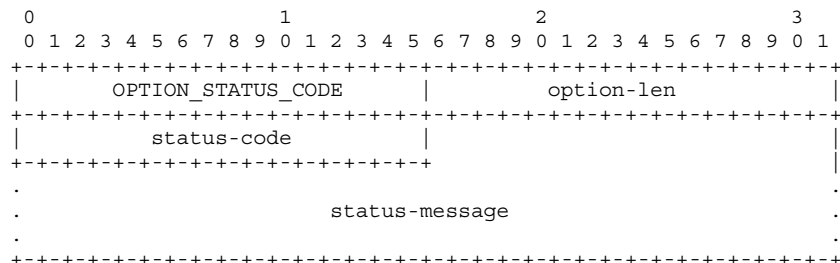 0                   1                   2                   3
 0 1 2 3 4 5 6 7 8 9 0 1 2 3 4 5 6 7 8 9 0 1 2 3 4 5 6 7 8 9 0 1
+-+-+-+-+-+-+-+-+-+-+-+-+-+-+-+-+-+-+-+-+-+-+-+-+-+-+-+-+-+-+-+-+
|       OPTION_STATUS_CODE      |         option-len            |
+-+-+-+-+-+-+-+-+-+-+-+-+-+-+-+-+-+-+-+-+-+-+-+-+-+-+-+-+-+-+-+-+
|          status-code          |                               |
+-+-+-+-+-+-+-+-+-+-+-+-+-+-+-+-+                               |
.                                                               .
.                        status-message                         .
.                                                               .
+-+-+-+-+-+-+-+-+-+-+-+-+-+-+-+-+-+-+-+-+-+-+-+-+-+-+-+-+-+-+-+-+